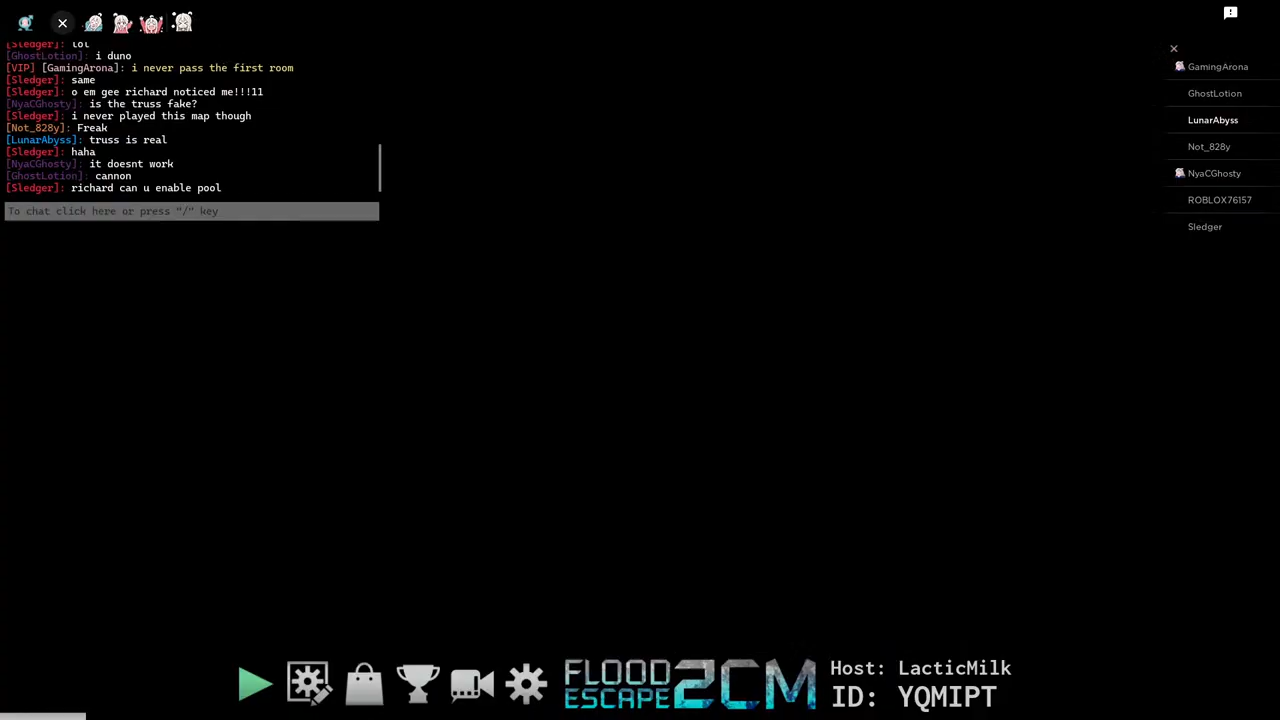 [Sledger]: lol
[GhostLotion]: i duno
[VIP] [GamingArona]: i never pass the first room
[Sledger]: same
[Sledger]: o em gee richard noticed me!!!11
[NyaCGhosty]: is the truss fake?
[Sledger]: i never played this map though
[Not_828y]: Freak
[LunarAbyss]: truss is real
[Sledger]: haha
[NyaCGhosty]: it doesnt work
[GhostLotion]: cannon
[Sledger]: richard can u enable pool
To chat click here or press "/" key
GamingArona
GhostLotion
LunarAbyss
Not_828y
NyaCGhosty
ROBLOX76157
Sledger
FLOOD
ESCAPE
2CM
Host: LacticMilk
ID: YQMIPT